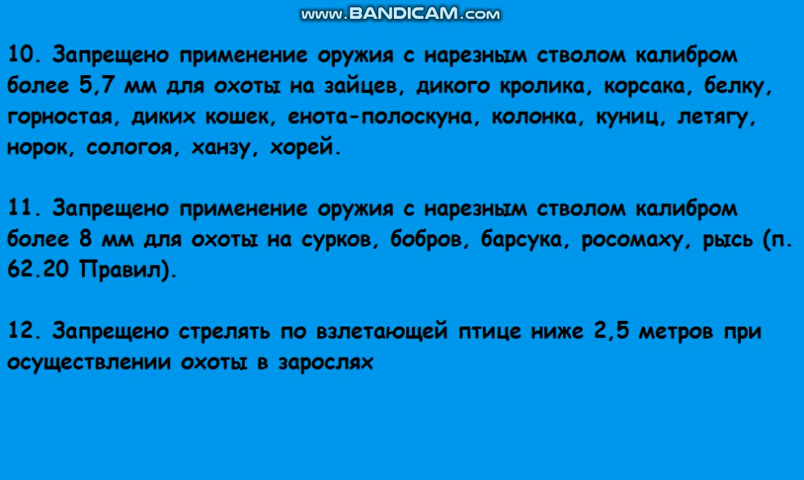 www.BANDICAM.com
10. Запрещено применение оружия с нарезным стволом калибром
более 5,7 мм для охоты на зайцев, дикого кролика, корсака, белку,
горностая, диких кошек, енота-полоскуна, колонка, куниц, летягу,
норок, сологоя, ханзу, хорей.
11. Запрещено применение оружия с нарезным стволом калибром
более 8 мм для охоты на сурков, бобров, барсука, росомаху, рысь (п.
62.20 Правил).
12. Запрещено стрелять по взлетающей птице ниже 2,5 метров при
осуществлении охоты в зарослях